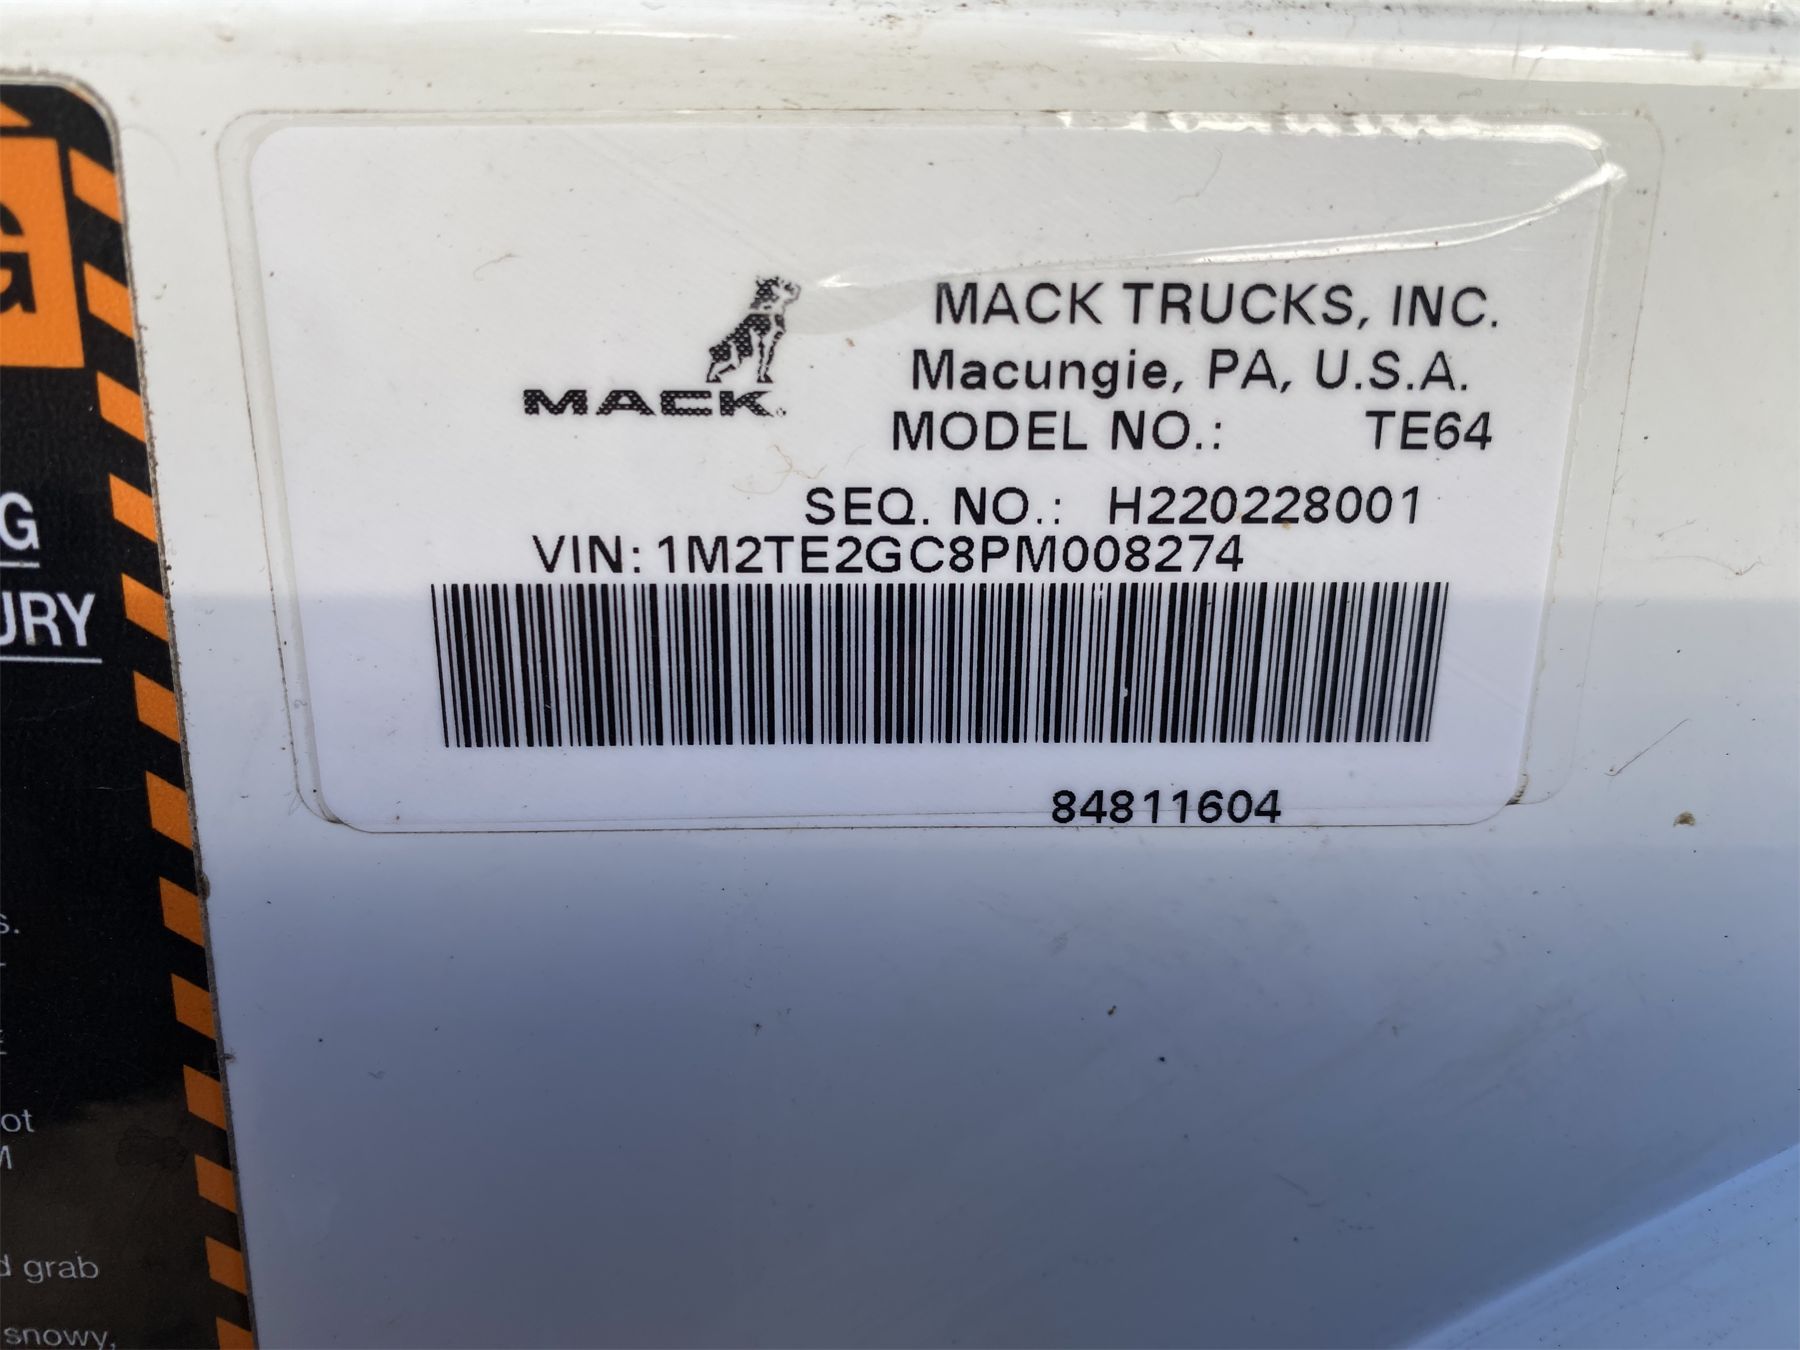 G
G
URY
MACK
MACK TRUCKS, INC.
Macungie, PA, U.S.A.
MODEL NO.: TE64
SEQ. NO.: H220228001
VIN: 1M2TE2GC8PM008274
84811604
s.
ot
M
d grab
snowy,